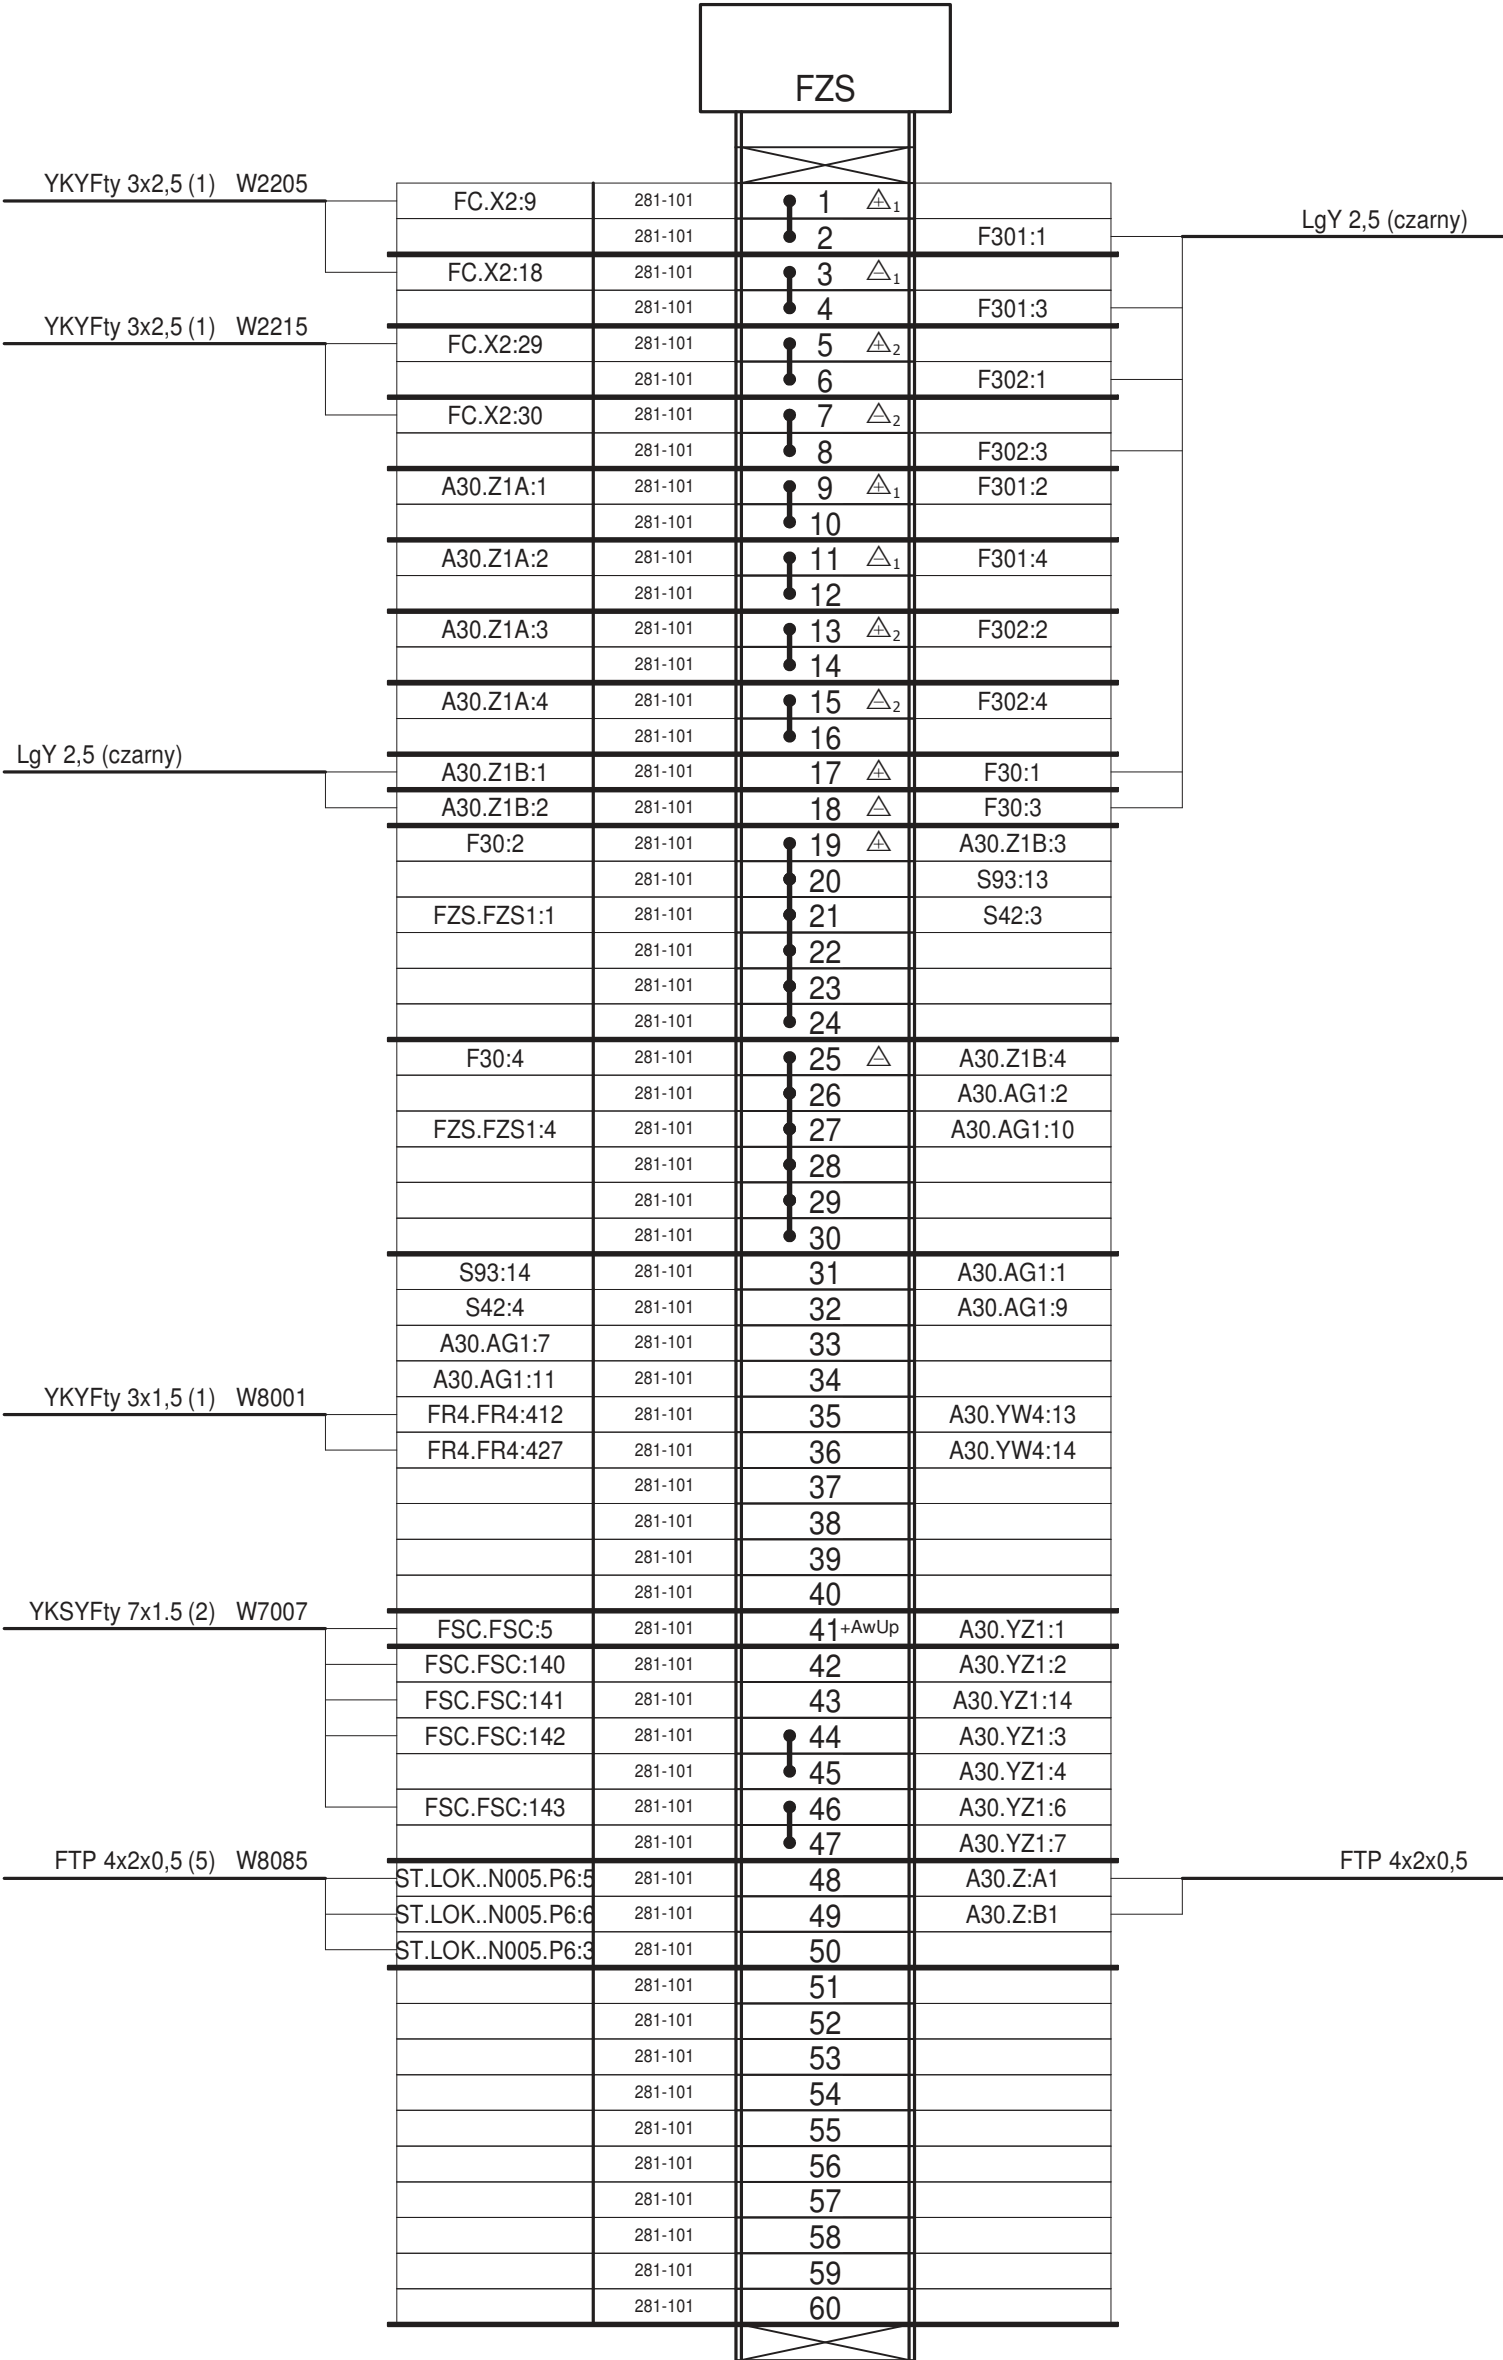 FZS
YKYFty 3x2,5 (1) W2205
FC.X2:9 281-101 1 +1
LgY 2,5 (czarny)
281-101 2 F301:1
FC.X2:18 281-101 3 −1
281-101 4 F301:3
YKYFty 3x2,5 (1) W2215
FC.X2:29 281-101 5 +2
281-101 6 F302:1
FC.X2:30 281-101 7 −2
281-101 8 F302:3
A30.Z1A:1 281-101 9 +1 F301:2
281-101 10
A30.Z1A:2 281-101 11 −1 F301:4
281-101 12
A30.Z1A:3 281-101 13 +2 F302:2
281-101 14
A30.Z1A:4 281-101 15 −2 F302:4
281-101 16
LgY 2,5 (czarny)
A30.Z1B:1 281-101 17 + F30:1
A30.Z1B:2 281-101 18 − F30:3
F30:2 281-101 19 + A30.Z1B:3
281-101 20 S93:13
FZS.FZS1:1 281-101 21 S42:3
281-101 22
281-101 23
281-101 24
F30:4 281-101 25 − A30.Z1B:4
281-101 26 A30.AG1:2
FZS.FZS1:4 281-101 27 A30.AG1:10
281-101 28
281-101 29
281-101 30
S93:14 281-101 31 A30.AG1:1
S42:4 281-101 32 A30.AG1:9
A30.AG1:7 281-101 33
A30.AG1:11 281-101 34
YKYFty 3x1,5 (1) W8001
FR4.FR4:412 281-101 35 A30.YW4:13
FR4.FR4:427 281-101 36 A30.YW4:14
281-101 37
281-101 38
281-101 39
281-101 40
YKSYFty 7x1.5 (2) W7007
FSC.FSC:5 281-101 41 +AwUp A30.YZ1:1
FSC.FSC:140 281-101 42 A30.YZ1:2
FSC.FSC:141 281-101 43 A30.YZ1:14
FSC.FSC:142 281-101 44 A30.YZ1:3
281-101 45 A30.YZ1:4
FSC.FSC:143 281-101 46 A30.YZ1:6
281-101 47 A30.YZ1:7
FTP 4x2x0,5 (5) W8085
FTP 4x2x0,5
ST.LOK..N005.P6:5 281-101 48 A30.Z:A1
ST.LOK..N005.P6:6 281-101 49 A30.Z:B1
ST.LOK..N005.P6:3 281-101 50
281-101 51
281-101 52
281-101 53
281-101 54
281-101 55
281-101 56
281-101 57
281-101 58
281-101 59
281-101 60